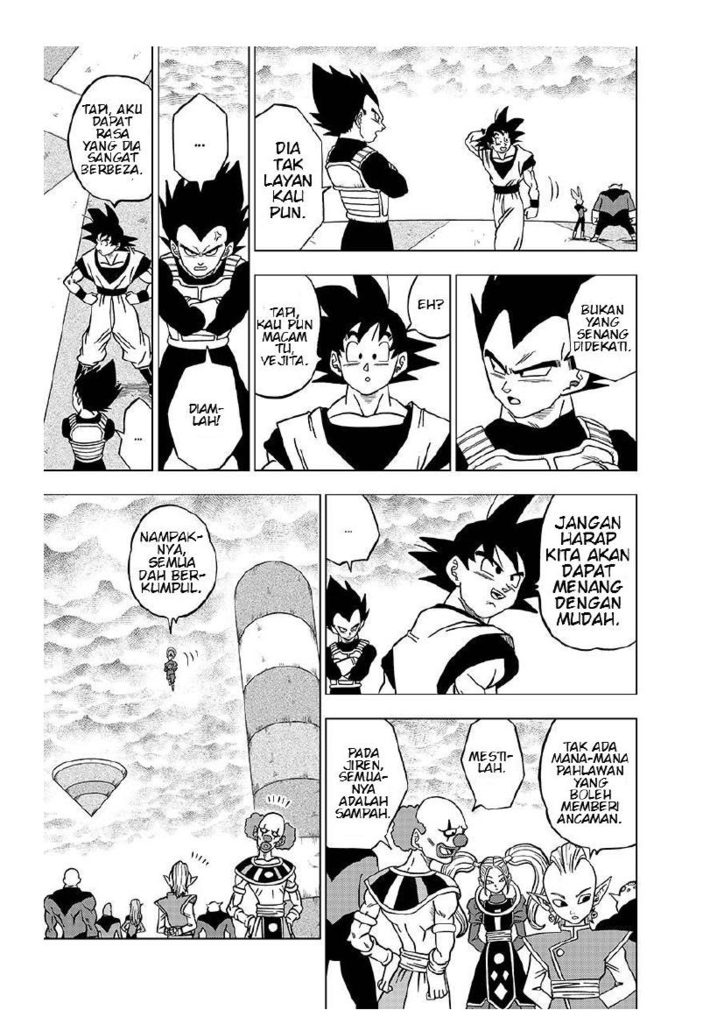 DIA
TAK
LAYAN
KAU
PUN.
BUKAN
YANG
SENANG
DIDEKATI.
EH?
TAPI,
KAU PUN
MACAM
TU,
VEJITA.
...
DIAM-
LAH!
TAPI, AKU
DAPAT
RASA
YANG DIA
SANGAT
BERBEZA.
...
JANGAN
HARAP
KITA AKAN
DAPAT
MENANG
DENGAN
MUDAH.
...
TAK ADA
MANA-MANA
PAHLAWAN
YANG
BOLEH
MEMBERI
ANCAMAN.
MESTI-
LAH.
PADA
JIREN,
SEMUA-
NYA
ADALAH
SAMPAH.
NAMPAK-
NYA,
SEMUA
DAH BER-
KUMPUL.